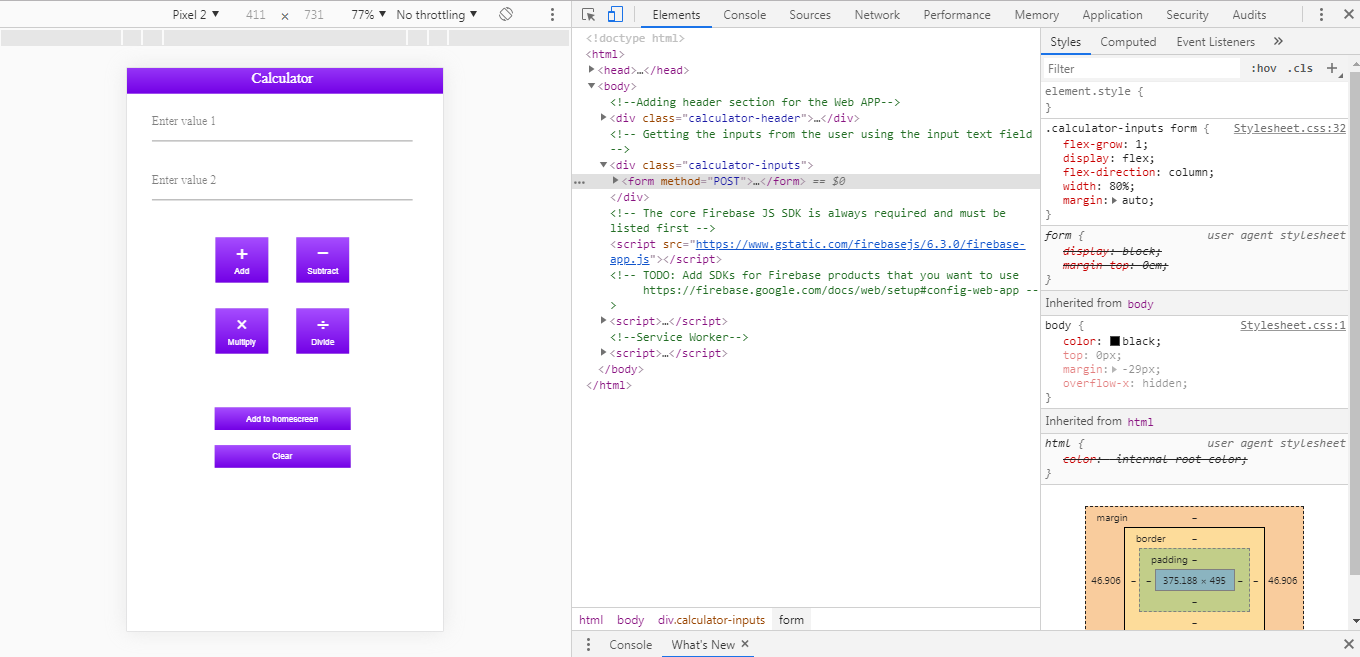 Pixel 2 ▼ 411 × 731 77% ▼ No throttling ▼
Elements Console Sources Network Performance Memory Application Security Audits
Calculator
Enter value 1
Enter value 2
+
Add
−
Subtract
×
Multiply
÷
Divide
Add to homescreen
Clear
<!doctype html>
<html>
<head>…</head>
<body>
<!--Adding header section for the Web APP-->
<div class="calculator-header">…</div>
<!-- Getting the inputs from the user using the input text field
-->
<div class="calculator-inputs">
… <form method="POST">…</form> == $0
</div>
<!-- The core Firebase JS SDK is always required and must be
listed first -->
<script src="https://www.gstatic.com/firebasejs/6.3.0/firebase-
app.js"></script>
<!-- TODO: Add SDKs for Firebase products that you want to use
https://firebase.google.com/docs/web/setup#config-web-app --
>
<script>…</script>
<!--Service Worker-->
<script>…</script>
</body>
</html>
html body div.calculator-inputs form
Console What's New ×
Styles Computed Event Listeners »
Filter :hov .cls +
element.style {
}
.calculator-inputs form { Stylesheet.css:32
flex-grow: 1;
display: flex;
flex-direction: column;
width: 80%;
margin: auto;
}
form { user agent stylesheet
display: block;
margin-top: 0em;
}
Inherited from body
body { Stylesheet.css:1
color: black;
top: 0px;
margin: -29px;
overflow-x: hidden;
}
Inherited from html
html { user agent stylesheet
color: -internal-root-color;
}
margin –
border –
padding –
46.906 – – 375.188 × 495 – – 46.906
–
–